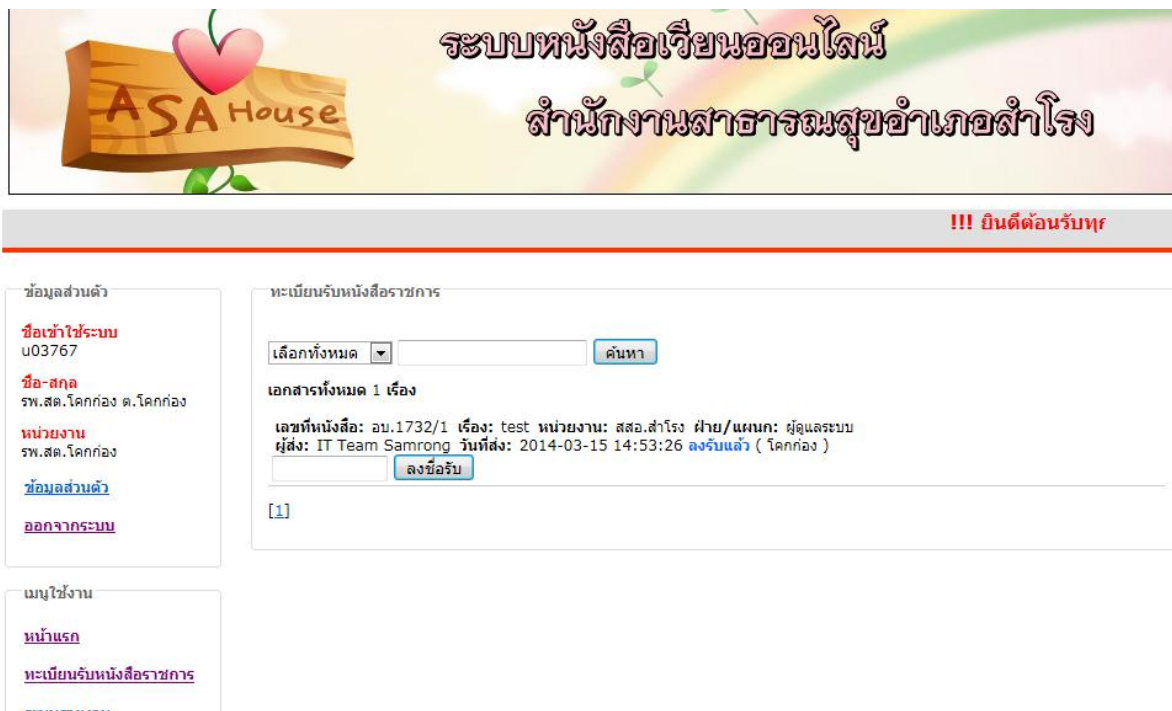 ASA House
ระบบหนังสือเวียนออนไลน์
สำนักงานสาธารณสุขอำเภอสำโรง
!!! ยินดีต้อนรับทุก
ข้อมูลส่วนตัว
ชื่อเข้าใช้ระบบ
u03767
ชื่อ-สกุล
รพ.สต.โคกก่อง ต.โคกก่อง
หน่วยงาน
รพ.สต.โคกก่อง
ข้อมูลส่วนตัว
ออกจากระบบ
ทะเบียนรับหนังสือราชการ
เลือกทั้งหมด ค้นหา
เอกสารทั้งหมด 1 เรื่อง
เลขที่หนังสือ: อบ.1732/1 เรื่อง: test หน่วยงาน: สสอ.สำโรง ฝ่าย/แผนก: ผู้ดูแลระบบ
ผู้ส่ง: IT Team Samrong วันที่ส่ง: 2014-03-15 14:53:26 ลงรับแล้ว ( โคกก่อง )
ลงชื่อรับ
[1]
เมนูใช้งาน
หน้าแรก
ทะเบียนรับหนังสือราชการ